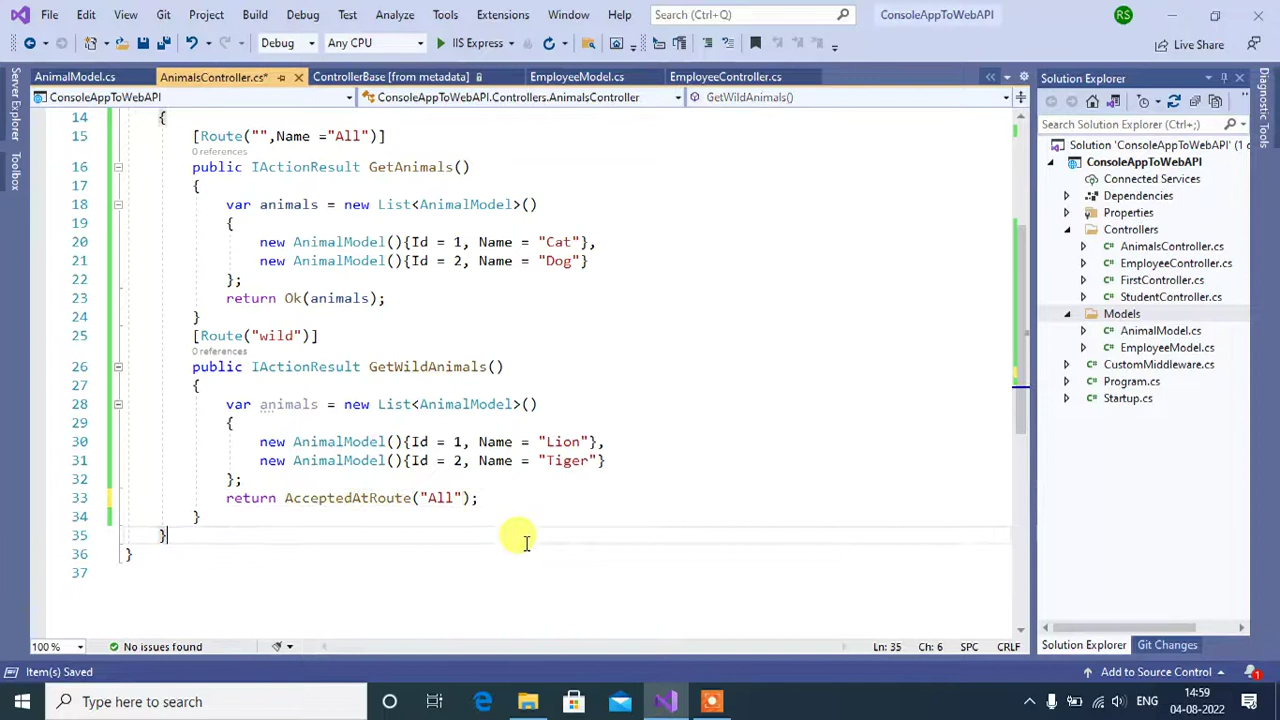 File Edit View Git Project Build Debug Test Analyze Tools Extensions Window Help Search (Ctrl+Q) ConsoleAppToWebAPI RS
Debug Any CPU IIS Express Live Share
AnimalModel.cs AnimalsController.cs* ControllerBase [from metadata] EmployeeModel.cs EmployeeController.cs
ConsoleAppToWebAPI ConsoleAppToWebAPI.Controllers.AnimalsController GetWildAnimals()
Server Explorer
Toolbox
14 {
15 [Route("",Name ="All")]
0 references
16 public IActionResult GetAnimals()
17 {
18 var animals = new List<AnimalModel>()
19 {
20 new AnimalModel(){Id = 1, Name = "Cat"},
21 new AnimalModel(){Id = 2, Name = "Dog"}
22 };
23 return Ok(animals);
24 }
25 [Route("wild")]
0 references
26 public IActionResult GetWildAnimals()
27 {
28 var animals = new List<AnimalModel>()
29 {
30 new AnimalModel(){Id = 1, Name = "Lion"},
31 new AnimalModel(){Id = 2, Name = "Tiger"}
32 };
33 return AcceptedAtRoute("All");
34 }
35 }
36 }
37
100 % No issues found Ln: 35 Ch: 6 SPC CRLF
Solution Explorer
Search Solution Explorer (Ctrl+;)
Solution 'ConsoleAppToWebAPI' (1 o
ConsoleAppToWebAPI
Connected Services
Dependencies
Properties
Controllers
C# AnimalsController.cs
C# EmployeeController.cs
C# FirstController.cs
C# StudentController.cs
Models
C# AnimalModel.cs
C# EmployeeModel.cs
C# CustomMiddleware.cs
C# Program.cs
C# Startup.cs
Solution Explorer Git Changes
Diagnostic Tools
Item(s) Saved Add to Source Control 1
Type here to search ENG 14:59
04-08-2022